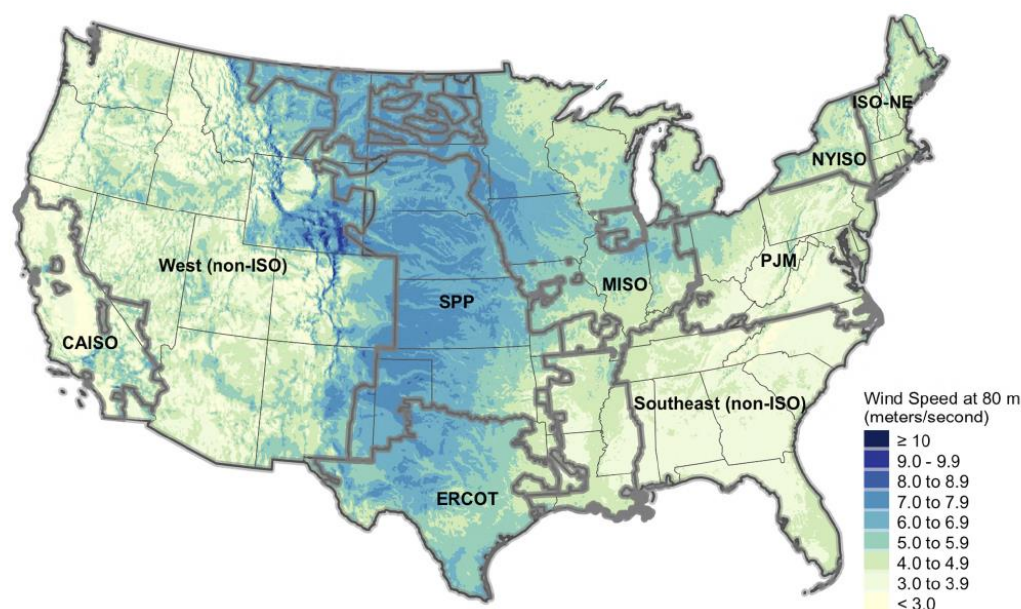 ISO-NE
NYISO
West (non-ISO)
PJM
MISO
SPP
CAISO
Southeast (non-ISO)
ERCOT
Wind Speed at 80 m
(meters/second)
≥ 10
9.0 - 9.9
8.0 to 8.9
7.0 to 7.9
6.0 to 6.9
5.0 to 5.9
4.0 to 4.9
3.0 to 3.9
< 3.0